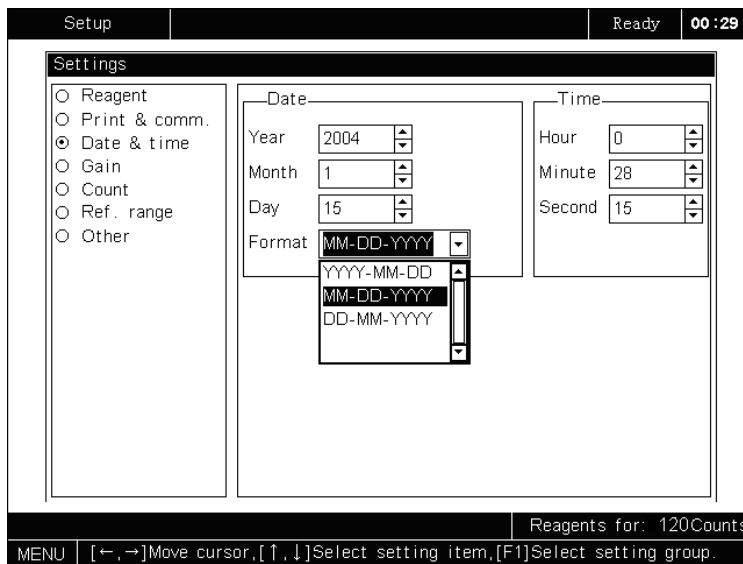 Setup Ready 00:29
Settings
Reagent
Print & comm.
Date & time
Gain
Count
Ref. range
Other
Date
Year 2004
Month 1
Day 15
Format MM-DD-YYYY
YYYY-MM-DD
MM-DD-YYYY
DD-MM-YYYY
Time
Hour 0
Minute 28
Second 15
Reagents for: 120Counts
MENU [←,→]Move cursor,[↑,↓]Select setting item,[F1]Select setting group.